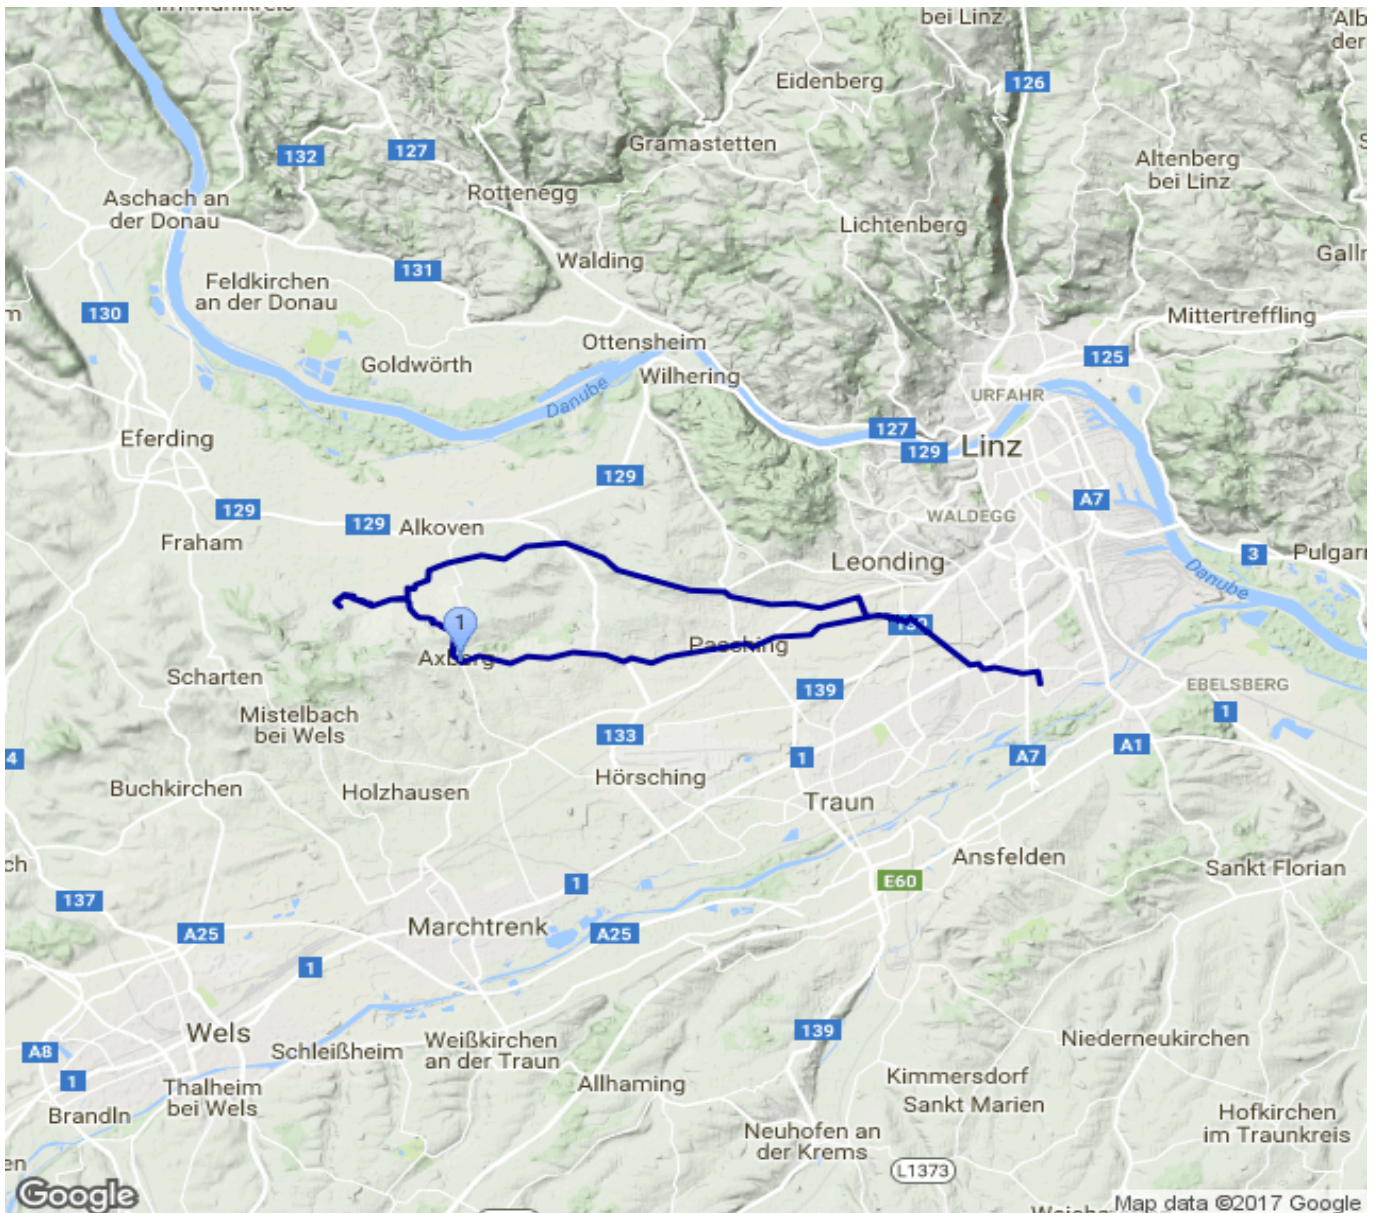 bei Linz
126
Eidenberg
Gramastetten
132
127
Altenberg
bei Linz
Rottenegg
Aschach an
der Donau
Lichtenberg
Walding
131
Feldkirchen
an der Donau
130
Mittertreffling
Ottensheim
125
Goldwörth
Wilhering
Danube
URFAHR
127
Eferding
129
Linz
129
A7
129
129
Alkoven
WALDEGG
Fraham
Leonding
3
Danube
1
Axberg
Pasching
Scharten
139
EBELSBERG
Mistelbach
bei Wels
1
133
A1
4
1
A7
Hörsching
Buchkirchen
Holzhausen
Traun
Ansfelden
Sankt Florian
1
E60
137
Marchtrenk
A25
A25
1
Wels
139
Weißkirchen
an der Traun
Niederneukirchen
A8
Schleißheim
1
Kimmersdorf
Allhaming
Thalheim
bei Wels
Sankt Marien
Brandln
Hofkirchen
im Traunkreis
Neuhofen an
der Krems
L1373
Google
Map data ©2017 Google